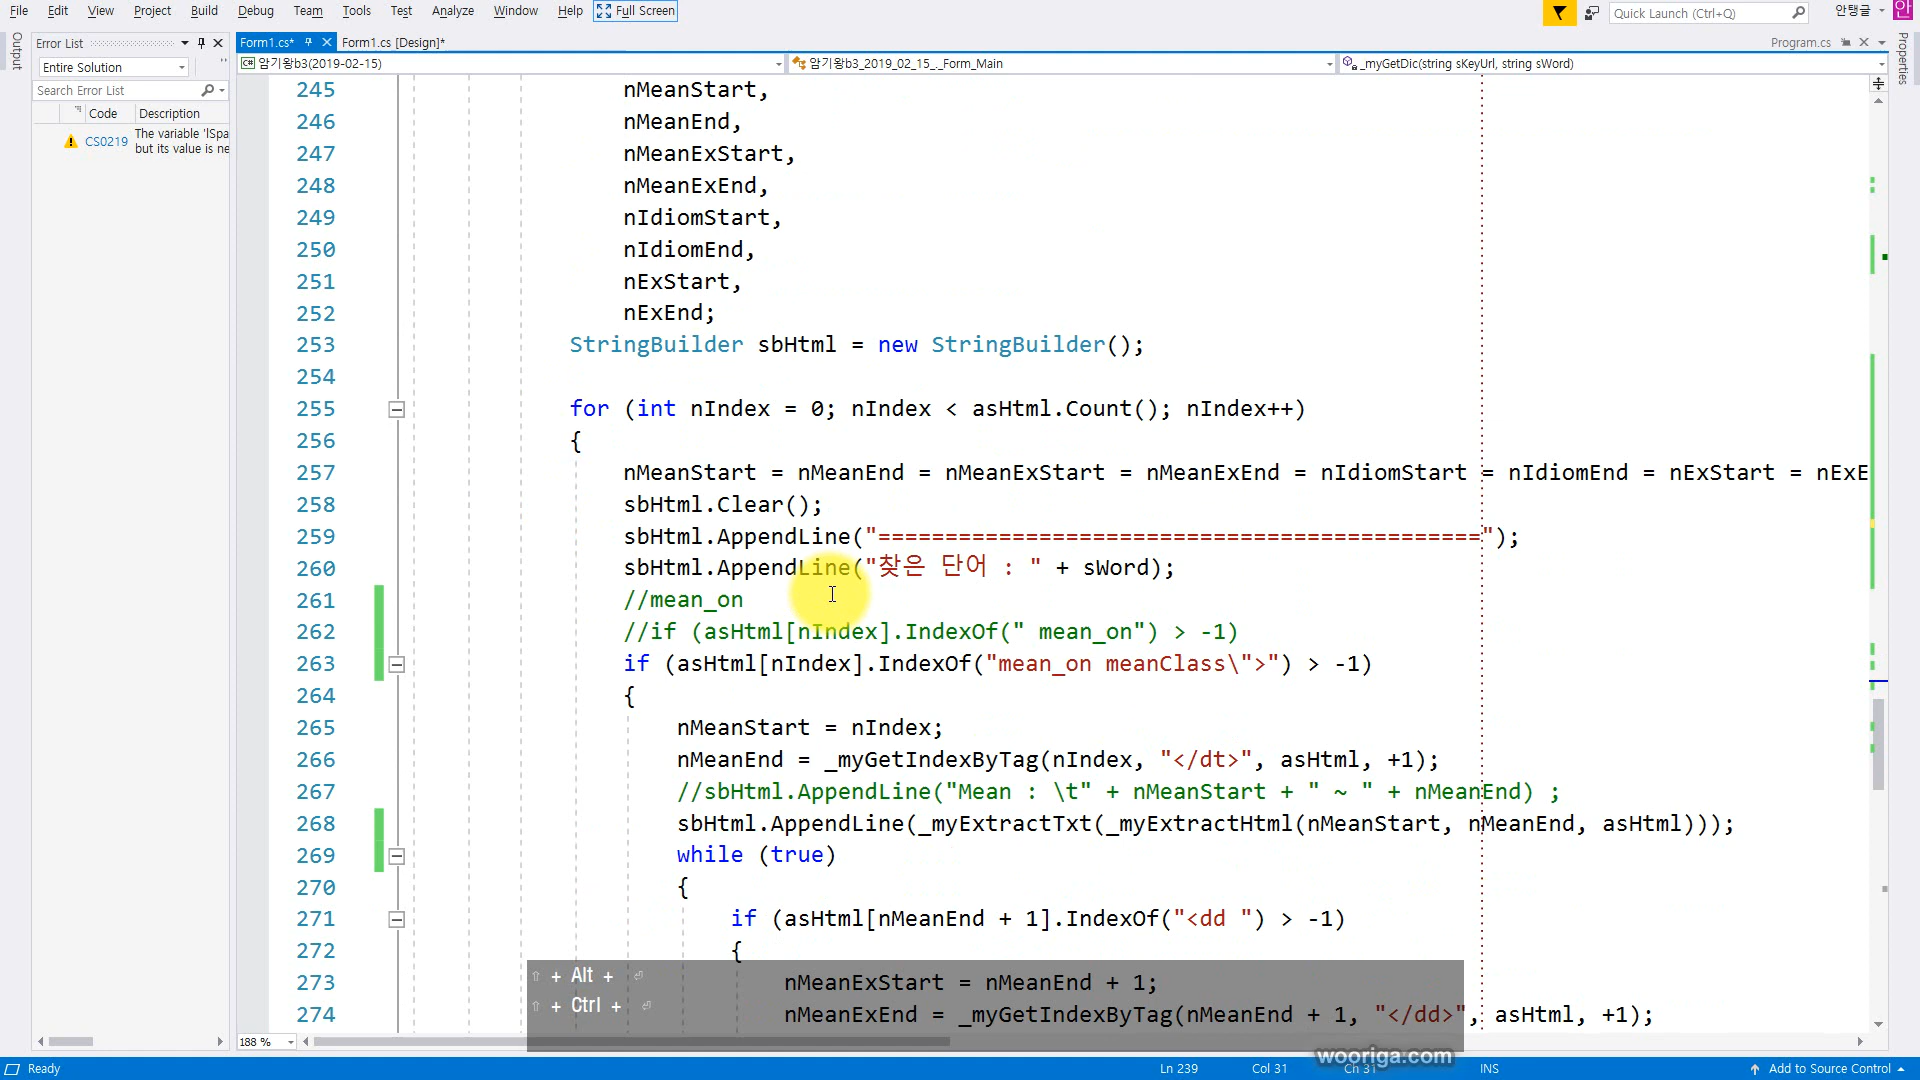 File Edit View Project Build Debug Team Tools Test Analyze Window Help Full Screen
Quick Launch (Ctrl+Q)
안탱글
안
Output
Error List
Form1.cs*
Form1.cs [Design]*
Program.cs
Properties
Entire Solution
암기왕b3(2019-02-15)
암기왕b3_2019_02_15_._Form_Main
_myGetDic(string sKeyUrl, string sWord)
Search Error List
Code Description
CS0219 The variable 'lSpa
but its value is ne
245 nMeanStart,
246 nMeanEnd,
247 nMeanExStart,
248 nMeanExEnd,
249 nIdiomStart,
250 nIdiomEnd,
251 nExStart,
252 nExEnd;
253 StringBuilder sbHtml = new StringBuilder();
254
255 for (int nIndex = 0; nIndex < asHtml.Count(); nIndex++)
256 {
257 nMeanStart = nMeanEnd = nMeanExStart = nMeanExEnd = nIdiomStart = nIdiomEnd = nExStart = nExE
258 sbHtml.Clear();
259 sbHtml.AppendLine("=============================================");
260 sbHtml.AppendLine("찾은 단어 : " + sWord);
261 //mean_on
262 //if (asHtml[nIndex].IndexOf(" mean_on") > -1)
263 if (asHtml[nIndex].IndexOf("mean_on meanClass\">") > -1)
264 {
265 nMeanStart = nIndex;
266 nMeanEnd = _myGetIndexByTag(nIndex, "</dt>", asHtml, +1);
267 //sbHtml.AppendLine("Mean : \t" + nMeanStart + " ~ " + nMeanEnd) ;
268 sbHtml.AppendLine(_myExtractTxt(_myExtractHtml(nMeanStart, nMeanEnd, asHtml)));
269 while (true)
270 {
271 if (asHtml[nMeanEnd + 1].IndexOf("<dd ") > -1)
272 {
273 nMeanExStart = nMeanEnd + 1;
274 nMeanExEnd = _myGetIndexByTag(nMeanEnd + 1, "</dd>", asHtml, +1);
⇧ + Alt + ⏎
⇧ + Ctrl + ⏎
188 %
wooriga.com
Ready
Ln 239 Col 31 Ch 31 INS
Add to Source Control